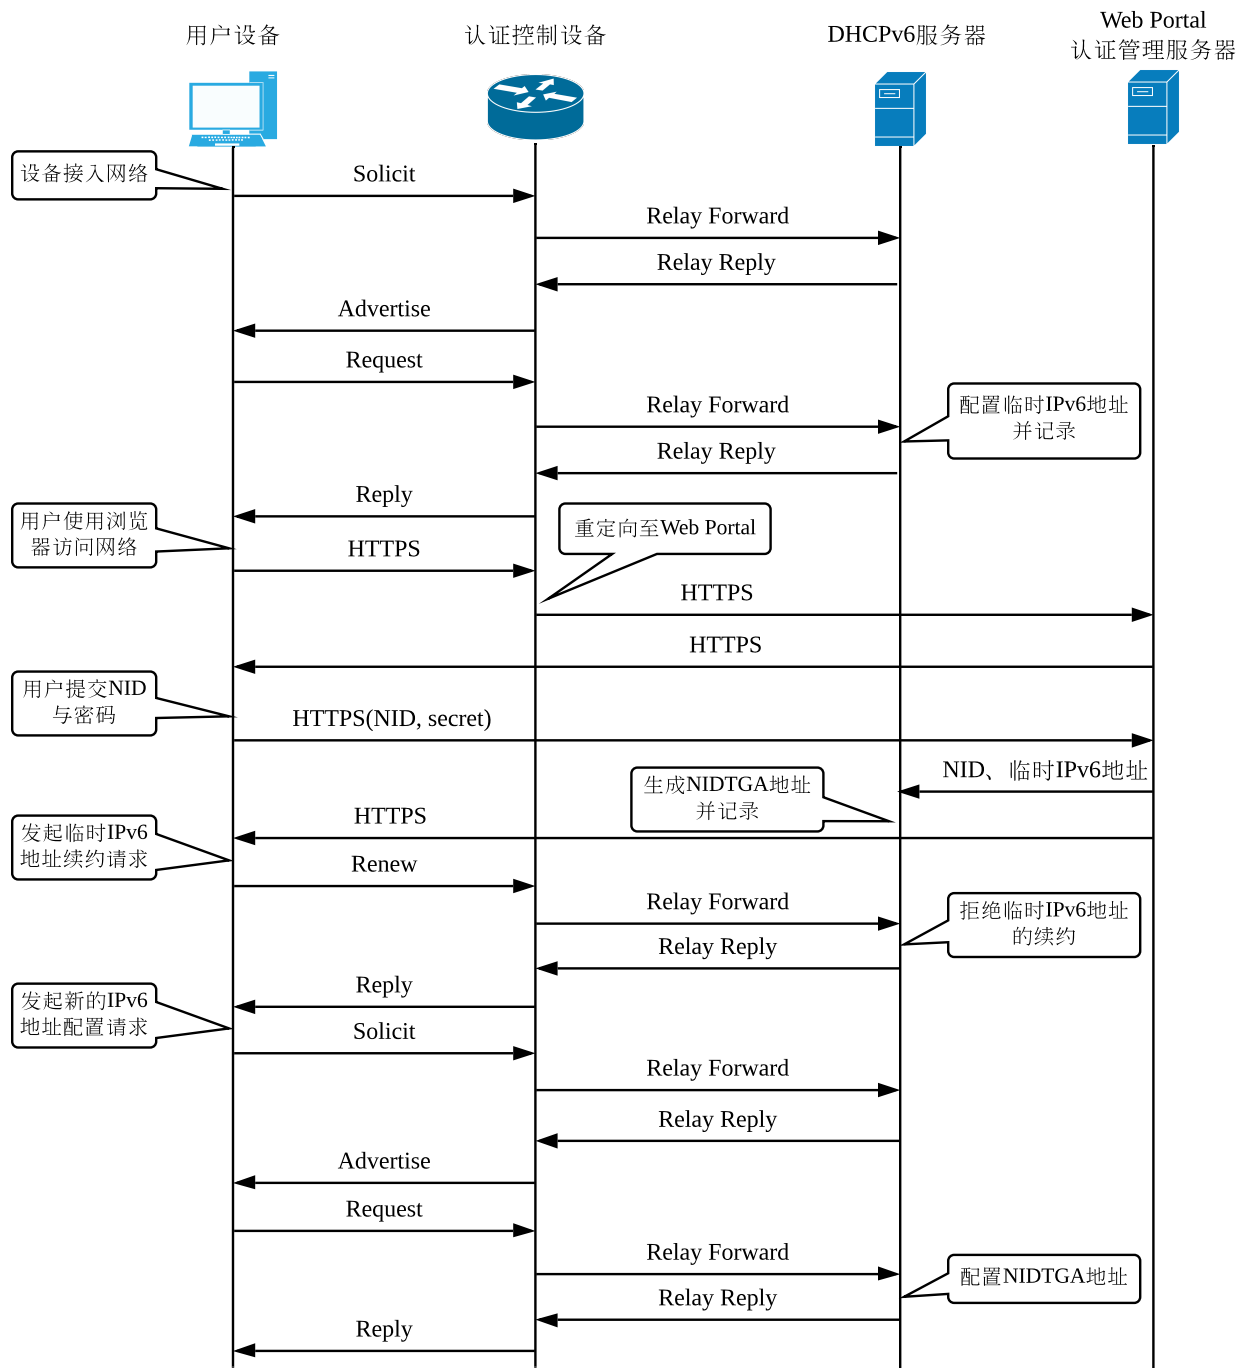 用户设备
认证控制设备
DHCPv6服务器
Web Portal
认证管理服务器
设备接入网络
Solicit
Relay Forward
Relay Reply
Advertise
Request
Relay Forward
配置临时IPv6地址
并记录
Relay Reply
Reply
用户使用浏览
器访问网络
重定向至Web Portal
HTTPS
HTTPS
HTTPS
用户提交NID
与密码
HTTPS(NID, secret)
NID、临时IPv6地址
生成NIDTGA地址
并记录
HTTPS
发起临时IPv6
地址续约请求
Renew
Relay Forward
拒绝临时IPv6地址
的续约
Relay Reply
Reply
发起新的IPv6
地址配置请求
Solicit
Relay Forward
Relay Reply
Advertise
Request
Relay Forward
配置NIDTGA地址
Relay Reply
Reply